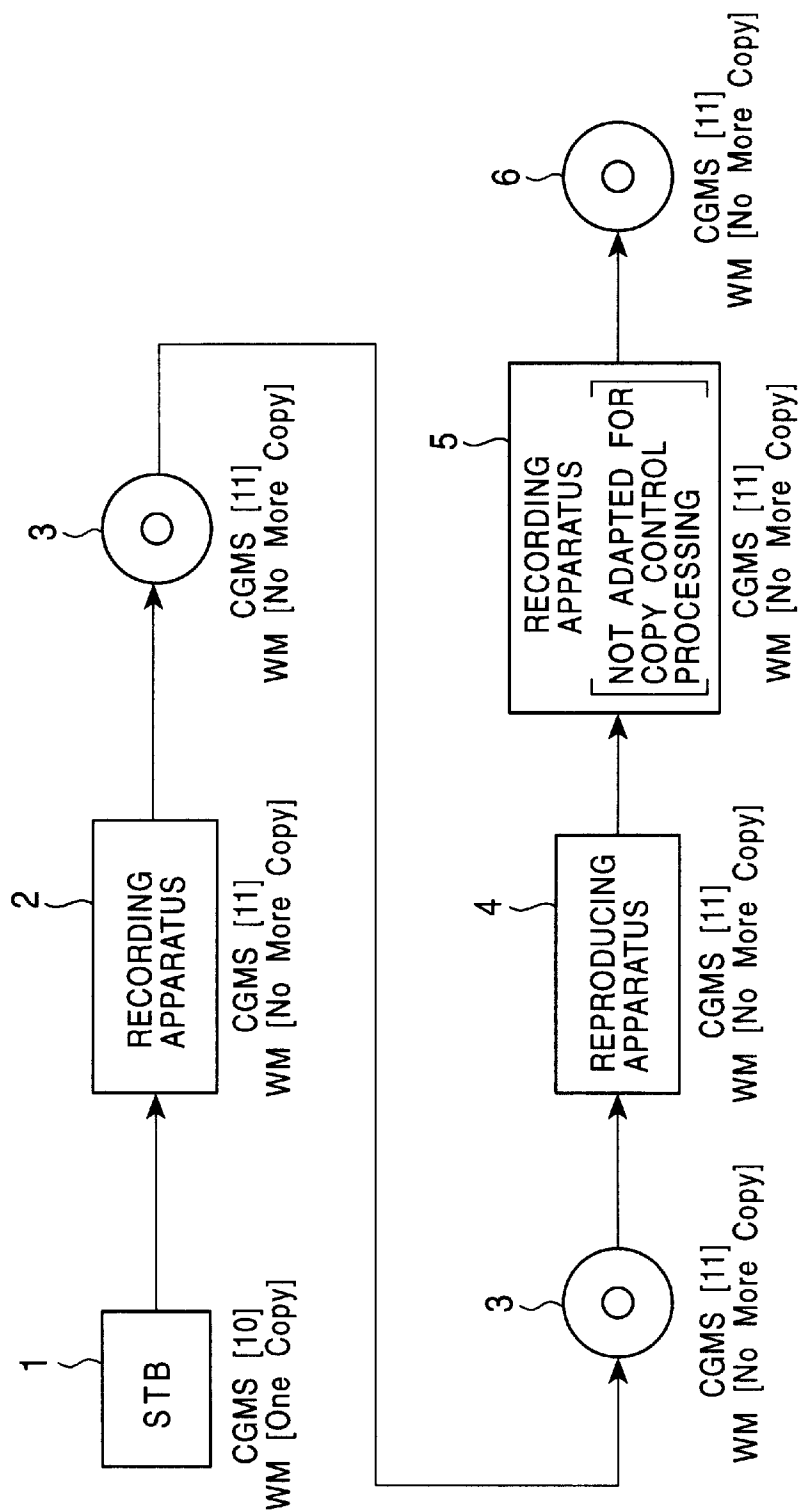 1
STB
CGMS [10]
WM [One Copy]
2
RECORDING
APPARATUS
CGMS [11]
WM [No More Copy]
3
CGMS [11]
WM [No More Copy]
3
CGMS [11]
WM [No More Copy]
4
REPRODUCING
APPARATUS
CGMS [11]
WM [No More Copy]
5
RECORDING
APPARATUS
[NOT ADAPTED FOR
COPY CONTROL
PROCESSING]
CGMS [11]
WM [No More Copy]
6
CGMS [11]
WM [No More Copy]